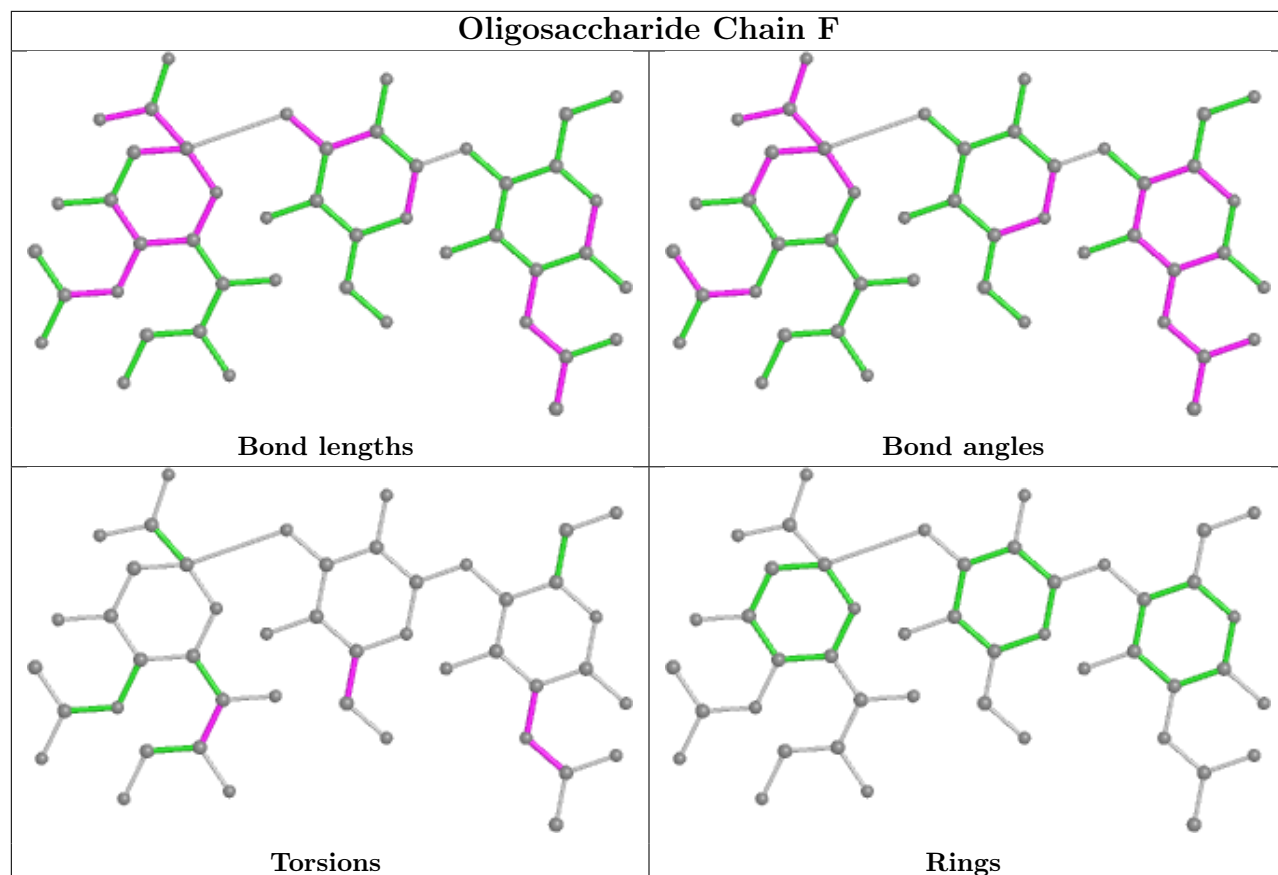 Oligosaccharide Chain F
Bond lengths
Bond angles
Torsions
Rings